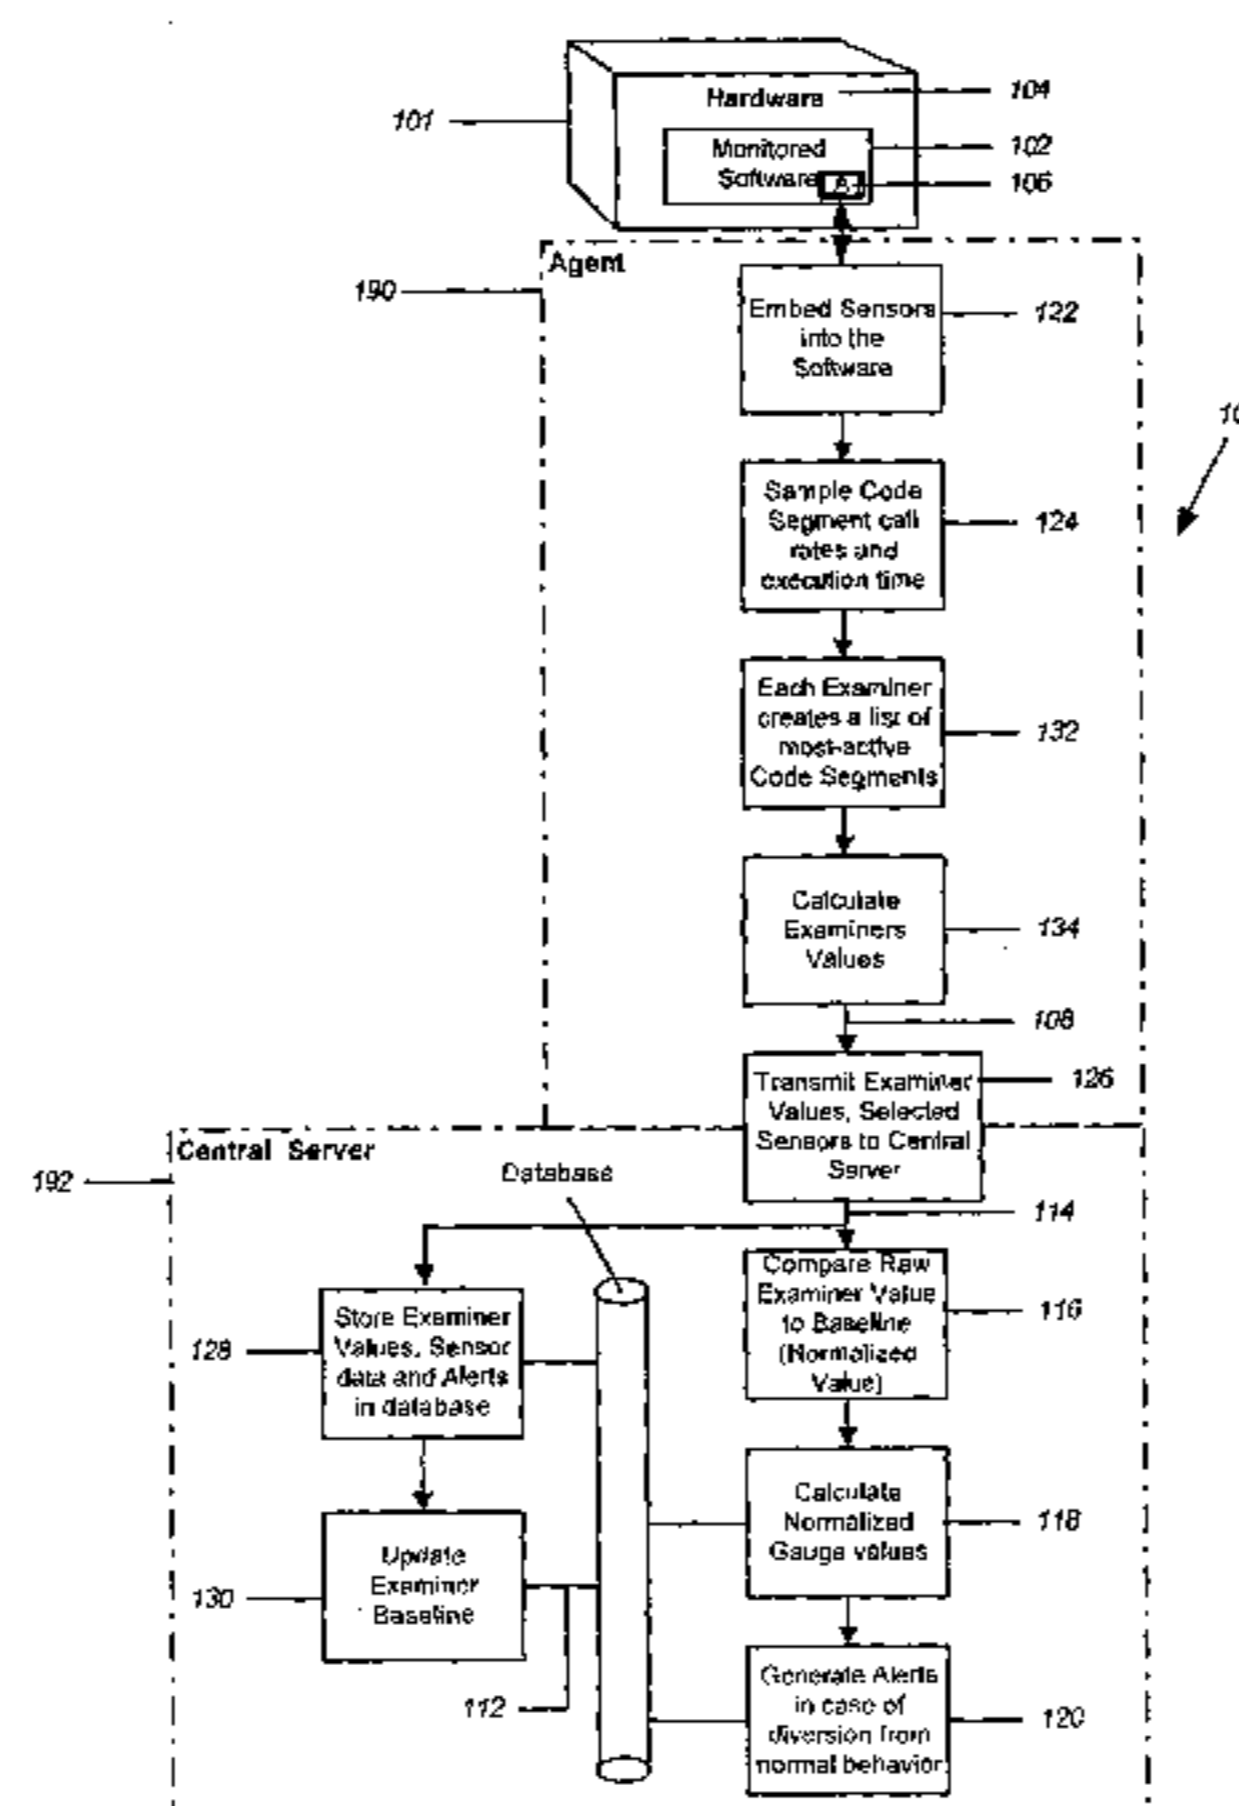 Hardware
104
101
Monitored
Software
102
A
106
Agent
190
Embed Sensors
into the
Software
122
10
Sample Code
Segment call
rates and
execution time
124
Each Examiner
creates a list of
most-active
Code Segments
132
Calculate
Examiners
Values
134
108
Transmit Examiner
Values, Selected
Sensors to Central
Server
126
Central Server
192
Database
114
Compare Raw
Examiner Value
to Baseline
(Normalized
Value)
116
Store Examiner
Values, Sensor
data and Alerts
in database
128
Calculate
Normalized
Gauge values
118
Update
Examiner
Baseline
130
112
Generate Alerts
in case of
diversion from
normal behavior
120